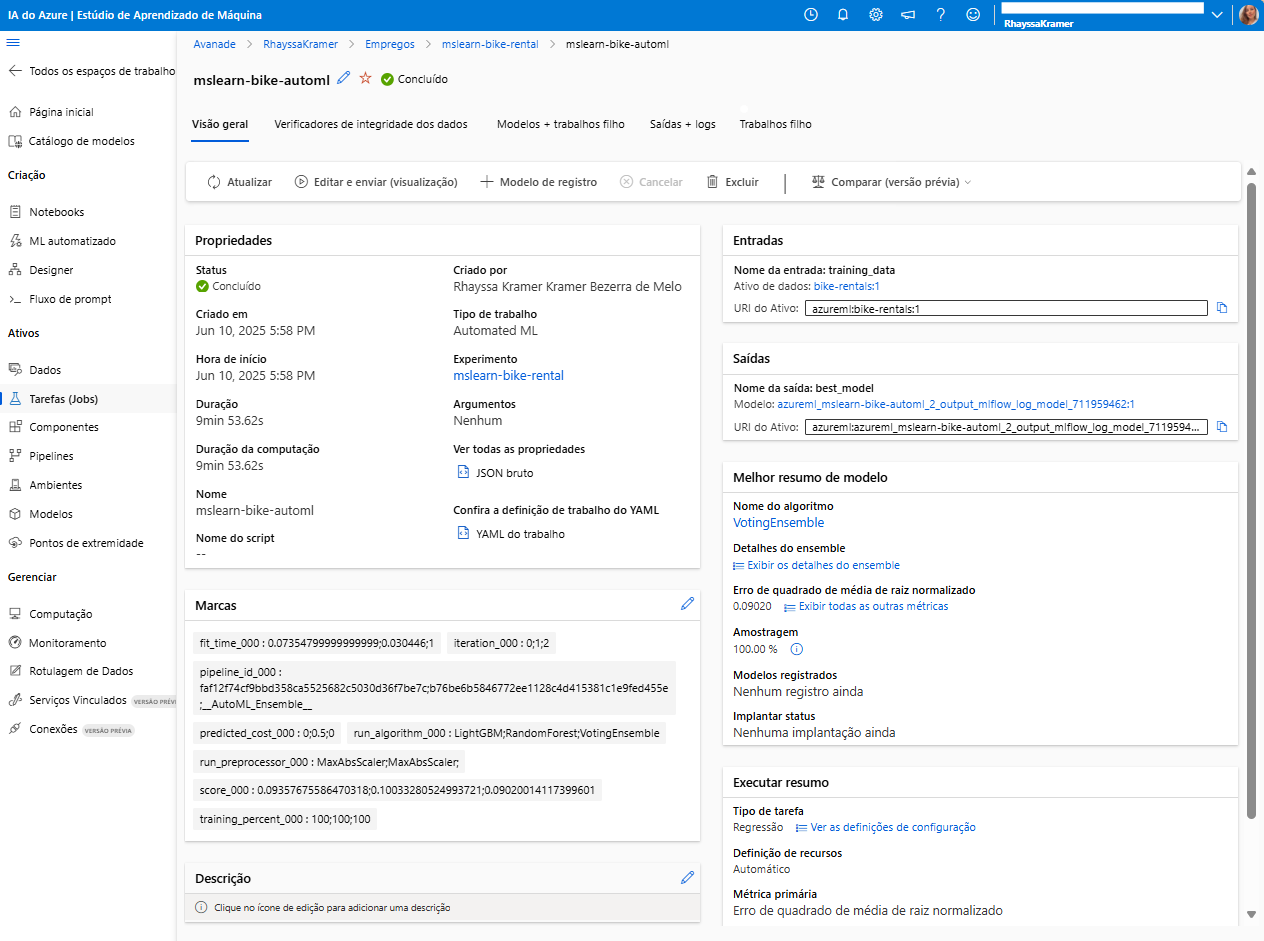 IA do Azure | Estúdio de Aprendizado de Máquina
RhayssaKramer
Todos os espaços de trabalho
Página inicial
Catálogo de modelos
Criação
Notebooks
ML automatizado
Designer
Fluxo de prompt
Ativos
Dados
Tarefas (Jobs)
Componentes
Pipelines
Ambientes
Modelos
Pontos de extremidade
Gerenciar
Computação
Monitoramento
Rotulagem de Dados
Serviços Vinculados VERSÃO PRÉVI
Conexões VERSÃO PRÉVIA
Avanade > RhayssaKramer > Empregos > mslearn-bike-rental > mslearn-bike-automl
mslearn-bike-automl Concluído
Visão geral Verificadores de integridade dos dados Modelos + trabalhos filho Saídas + logs Trabalhos filho
Atualizar Editar e enviar (visualização) Modelo de registro Cancelar Excluir Comparar (versão prévia)
Propriedades
Status
Concluído
Criado em
Jun 10, 2025 5:58 PM
Hora de início
Jun 10, 2025 5:58 PM
Duração
9min 53.62s
Duração da computação
9min 53.62s
Nome
mslearn-bike-automl
Nome do script
--
Criado por
Rhayssa Kramer Kramer Bezerra de Melo
Tipo de trabalho
Automated ML
Experimento
mslearn-bike-rental
Argumentos
Nenhum
Ver todas as propriedades
JSON bruto
Confira a definição de trabalho do YAML
YAML do trabalho
Marcas
fit_time_000 : 0.07354799999999999;0.030446;1 iteration_000 : 0;1;2
pipeline_id_000 :
faf12f74cf9bbd358ca5525682c5030d36f7be7c;b76be6b5846772ee1128c4d415381c1e9fed455e
;__AutoML_Ensemble__
predicted_cost_000 : 0;0.5;0 run_algorithm_000 : LightGBM;RandomForest;VotingEnsemble
run_preprocessor_000 : MaxAbsScaler;MaxAbsScaler;
score_000 : 0.09357675586470318;0.10033280524993721;0.09020014117399601
training_percent_000 : 100;100;100
Descrição
Clique no ícone de edição para adicionar uma descrição
Entradas
Nome da entrada: training_data
Ativo de dados: bike-rentals:1
URI do Ativo: azureml:bike-rentals:1
Saídas
Nome da saída: best_model
Modelo: azureml_mslearn-bike-automl_2_output_mlflow_log_model_711959462:1
URI do Ativo: azureml:azureml_mslearn-bike-automl_2_output_mlflow_log_model_7119594...
Melhor resumo de modelo
Nome do algoritmo
VotingEnsemble
Detalhes do ensemble
Exibir os detalhes do ensemble
Erro de quadrado de média de raiz normalizado
0.09020 Exibir todas as outras métricas
Amostragem
100.00 %
Modelos registrados
Nenhum registro ainda
Implantar status
Nenhuma implantação ainda
Executar resumo
Tipo de tarefa
Regressão Ver as definições de configuração
Definição de recursos
Automático
Métrica primária
Erro de quadrado de média de raiz normalizado